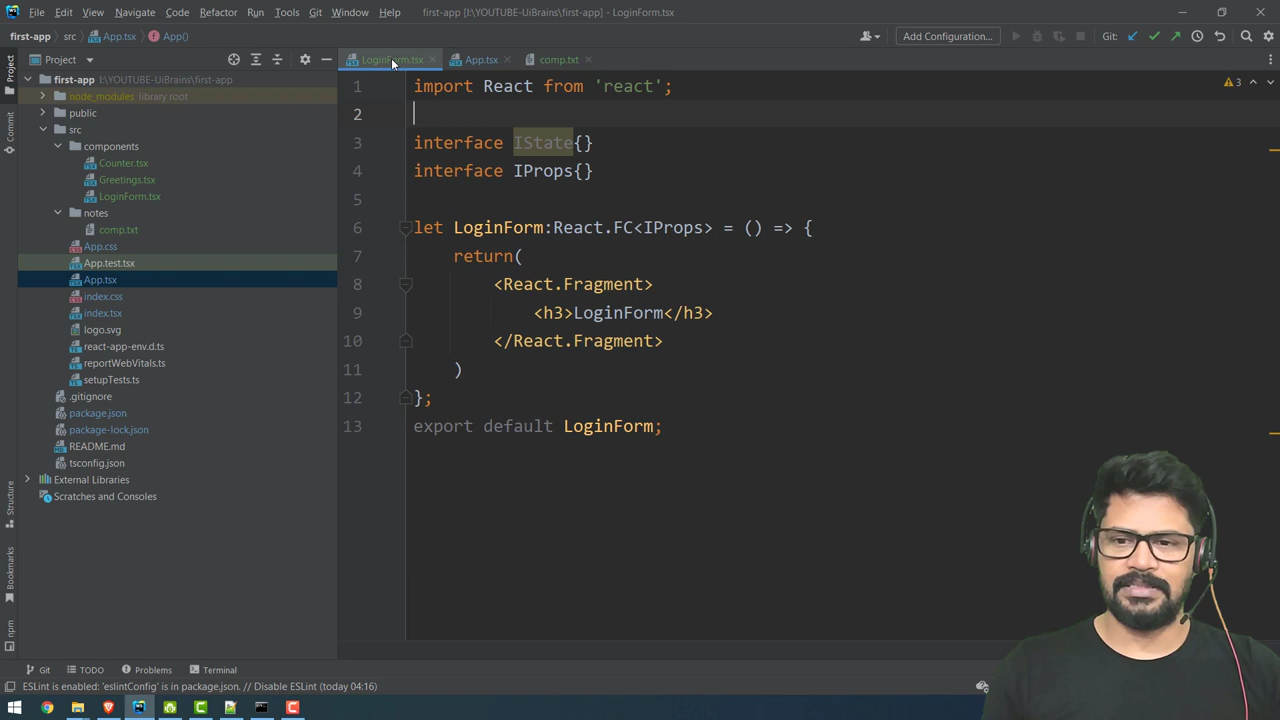 File Edit View Navigate Code Refactor Run Tools Git Window Help first-app [I:\YOUTUBE-UiBrains\first-app] - LoginForm.tsx
first-app src App.tsx App() Add Configuration... Git:
Project LoginForm.tsx App.tsx comp.txt
first-app I:\YOUTUBE-UiBrains\first-app
node_modules library root
public
src
components
Counter.tsx
Greetings.tsx
LoginForm.tsx
notes
comp.txt
App.css
App.test.tsx
App.tsx
index.css
index.tsx
logo.svg
react-app-env.d.ts
reportWebVitals.ts
setupTests.ts
.gitignore
package.json
package-lock.json
README.md
tsconfig.json
External Libraries
Scratches and Consoles
Project
Commit
Structure
Bookmarks
npm
1 import React from 'react';
2
3 interface IState{}
4 interface IProps{}
5
6 let LoginForm:React.FC<IProps> = () => {
7 return(
8 <React.Fragment>
9 <h3>LoginForm</h3>
10 </React.Fragment>
11 )
12 };
13 export default LoginForm;
3
Git TODO Problems Terminal
ESLint is enabled: 'eslintConfig' is in package.json. // Disable ESLint (today 04:16)